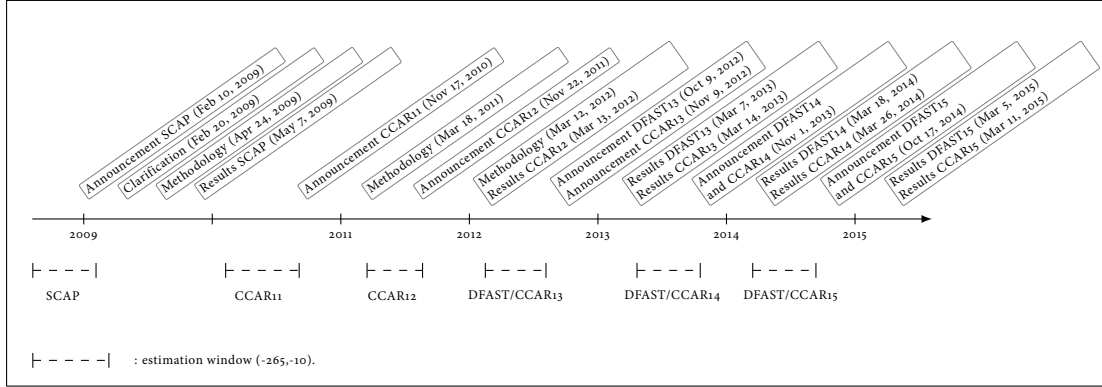 Announcement SCAP (Feb 10, 2009)
Clarification (Feb 20, 2009)
Methodology (Apr 24, 2009)
Results SCAP (May 7, 2009)
Announcement CCAR11 (Nov 17, 2010)
Methodology (Mar 18, 2011)
Announcement CCAR12 (Nov 22, 2011)
Methodology (Mar 12, 2012)
Results CCAR12 (Mar 13, 2012)
Announcement DFAST13 (Oct 9, 2012)
Announcement CCAR13 (Nov 9, 2012)
Results DFAST13 (Mar 7, 2013)
Results CCAR13 (Mar 14, 2013)
Announcement DFAST14
and CCAR14 (Nov 1, 2013)
Results DFAST14 (Mar 18, 2014)
Results CCAR14 (Mar 26, 2014)
Announcement DFAST15
and CCAR15 (Oct 17, 2014)
Results DFAST15 (Mar 5, 2015)
Results CCAR15 (Mar 11, 2015)
2009 2011 2012 2013 2014 2015
SCAP CCAR11 CCAR12 DFAST/CCAR13 DFAST/CCAR14 DFAST/CCAR15
: estimation window (-265,-10).